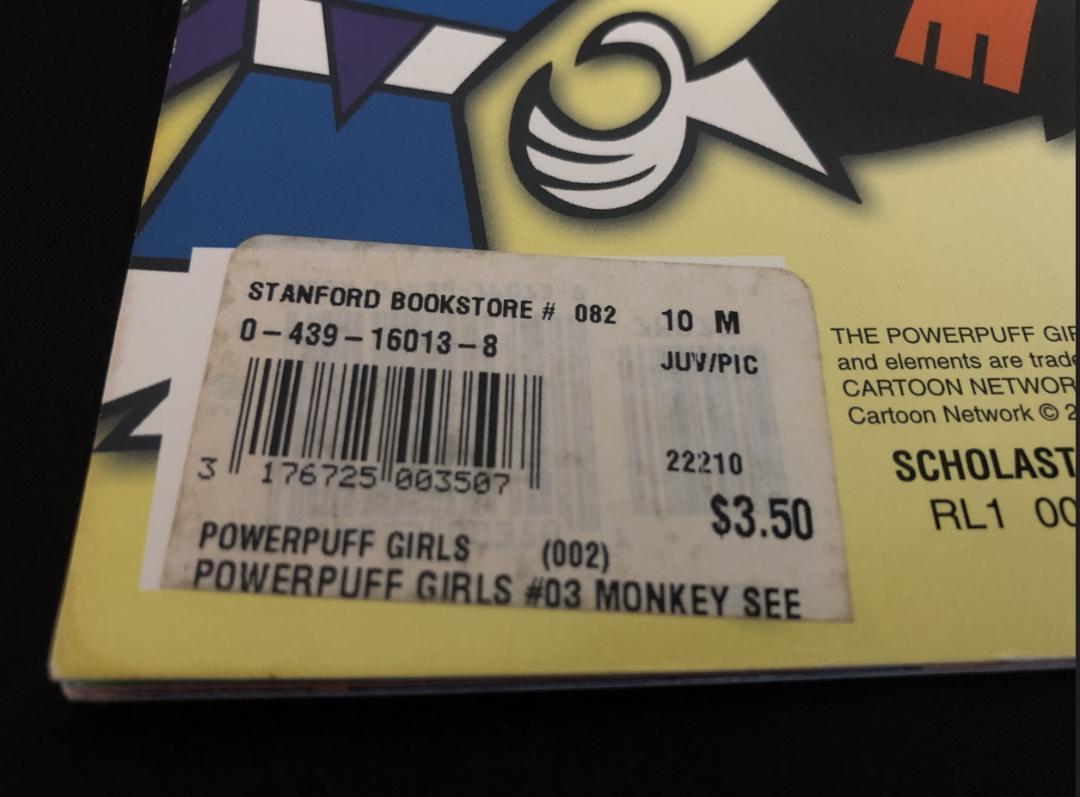 E
STANFORD BOOKSTORE # 082 10 M
0-439-16013-8
JUV/PIC
3 176725 003507
22210
$3.50
POWERPUFF GIRLS (002)
POWERPUFF GIRLS #03 MONKEY SEE
THE POWERPUFF GIR
and elements are trade
CARTOON NETWOR
Cartoon Network © 2
SCHOLAST
RL1 00